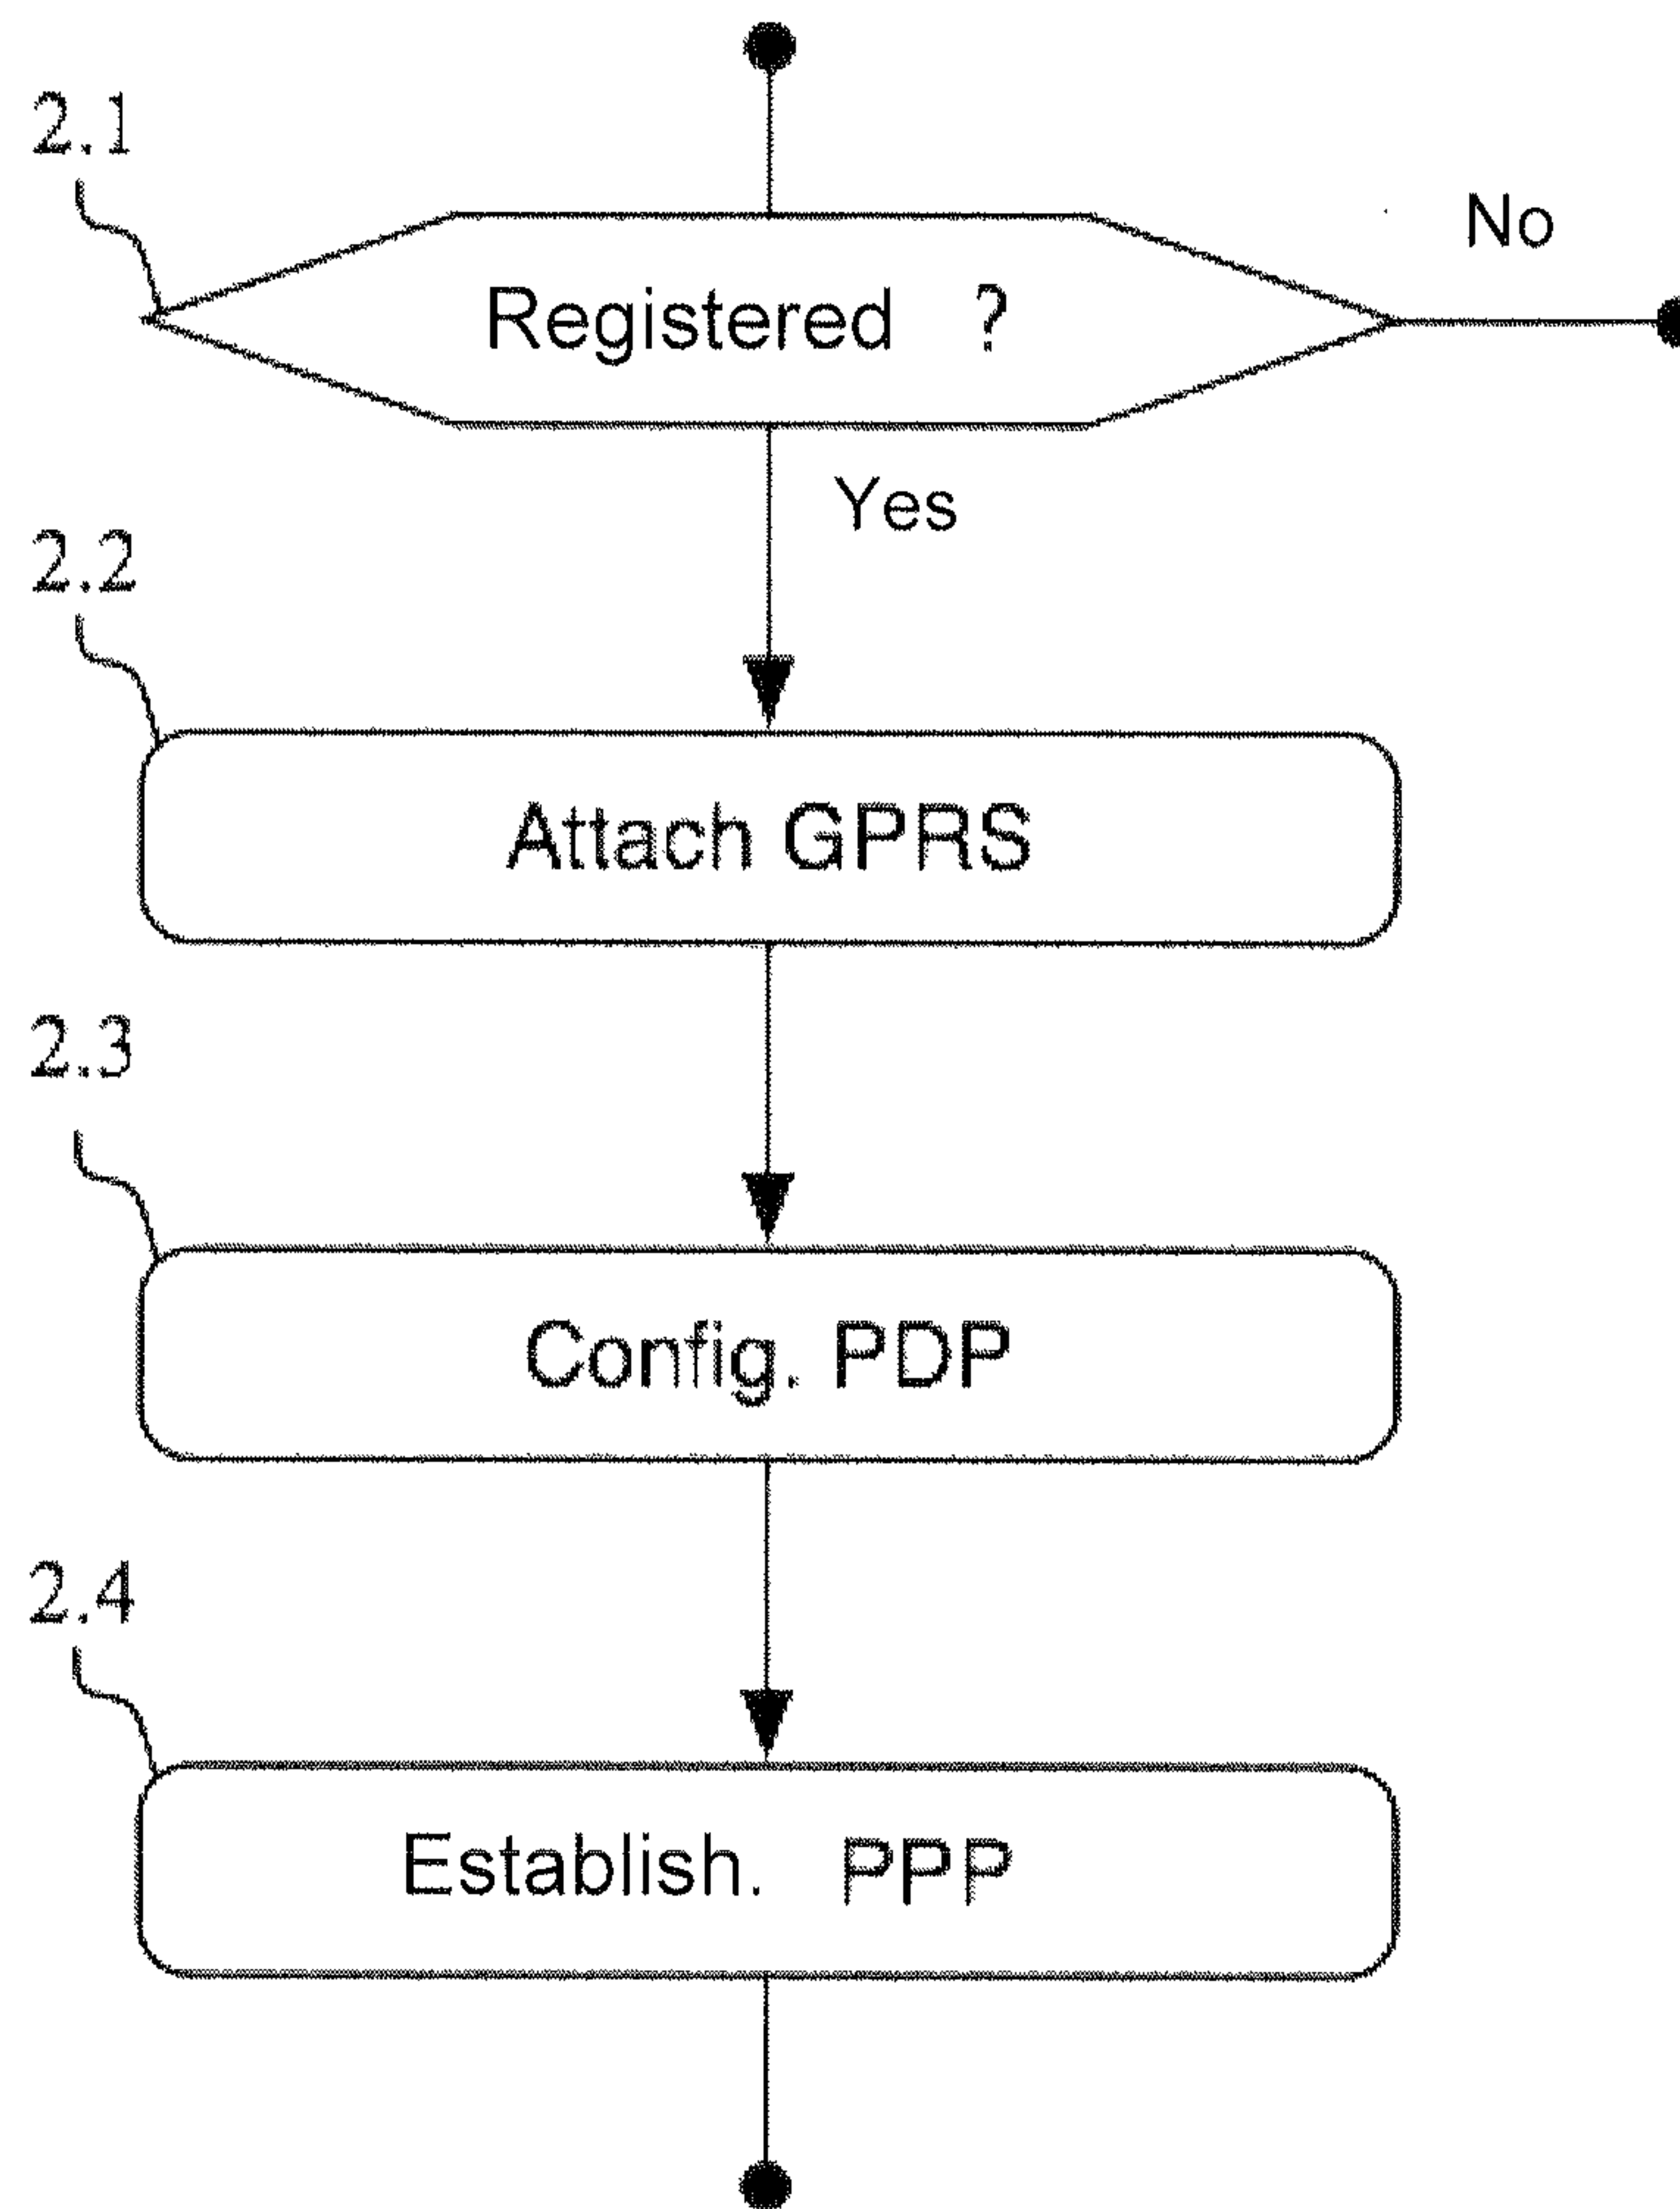 2.1
No
Registered ?
Yes
2.2
Attach GPRS
2.3
Config. PDP
2.4
Establish. PPP